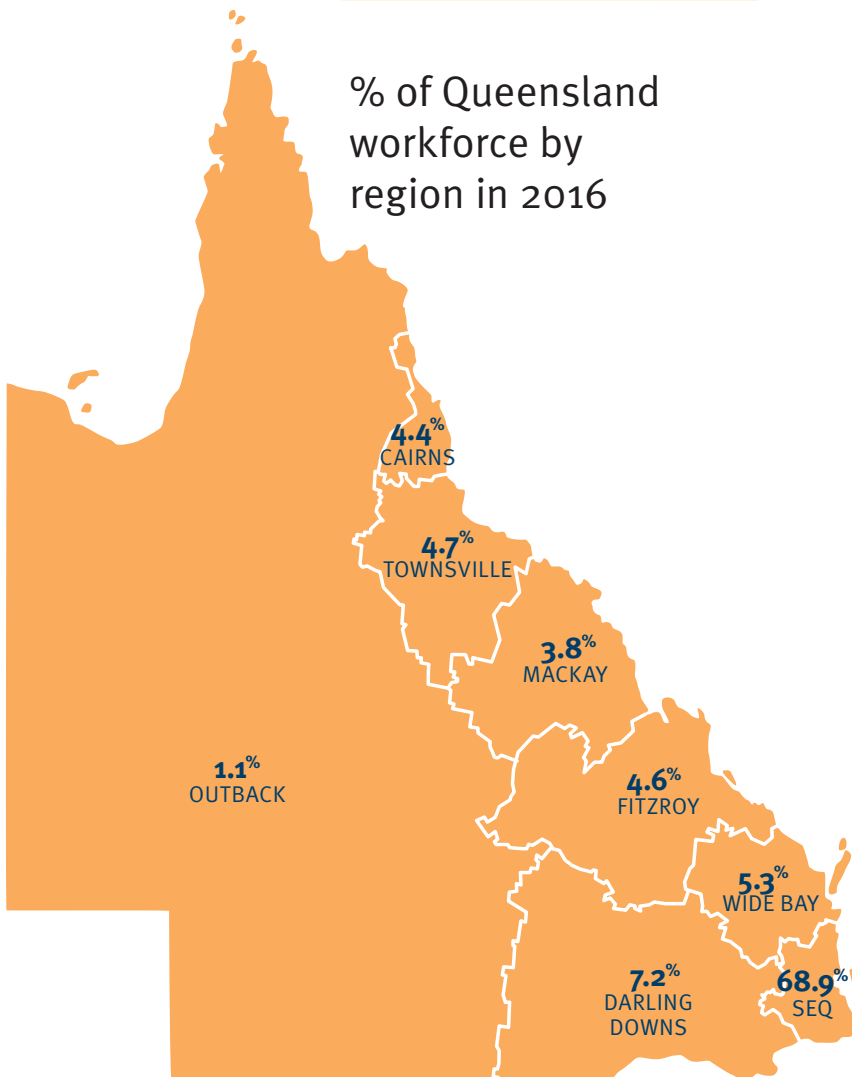 % of Queensland
workforce by
region in 2016
4.4%
CAIRNS
4.7%
TOWNSVILLE
3.8%
MACKAY
1.1%
OUTBACK
4.6%
FITZROY
5.3%
WIDE BAY
7.2%
DARLING
DOWNS
68.9%
SEQ